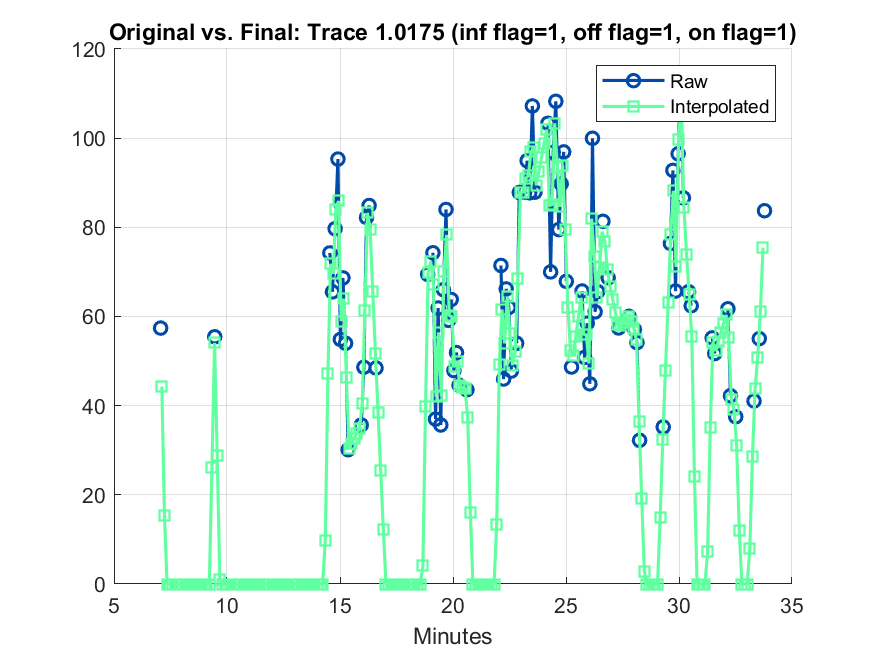 Original vs. Final: Trace 1.0175 (inf flag=1, off flag=1, on flag=1)
120
100
80
60
40
20
0
Raw
Interpolated
5 10 15 20 25 30 35
Minutes